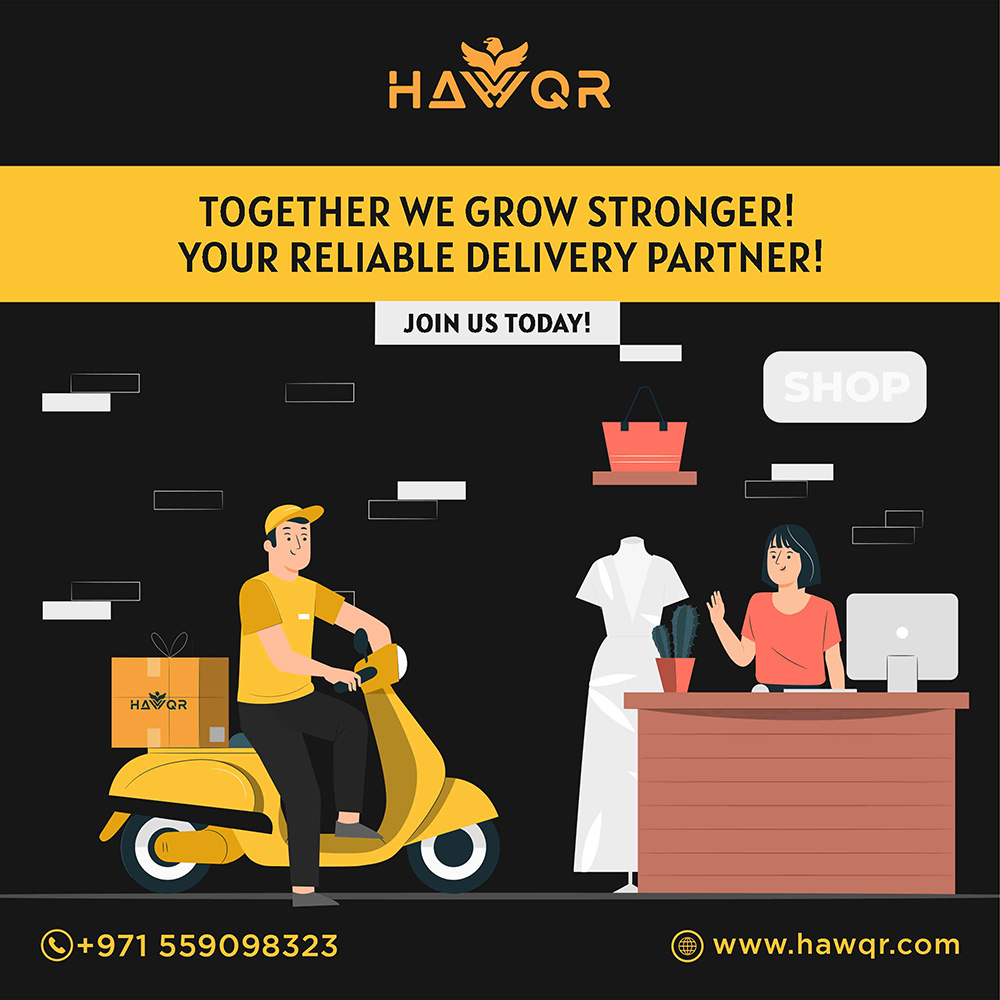 HAWQR
TOGETHER WE GROW STRONGER!
YOUR RELIABLE DELIVERY PARTNER!
JOIN US TODAY!
SHOP
HAWQR
+971 559098323
www.hawqr.com